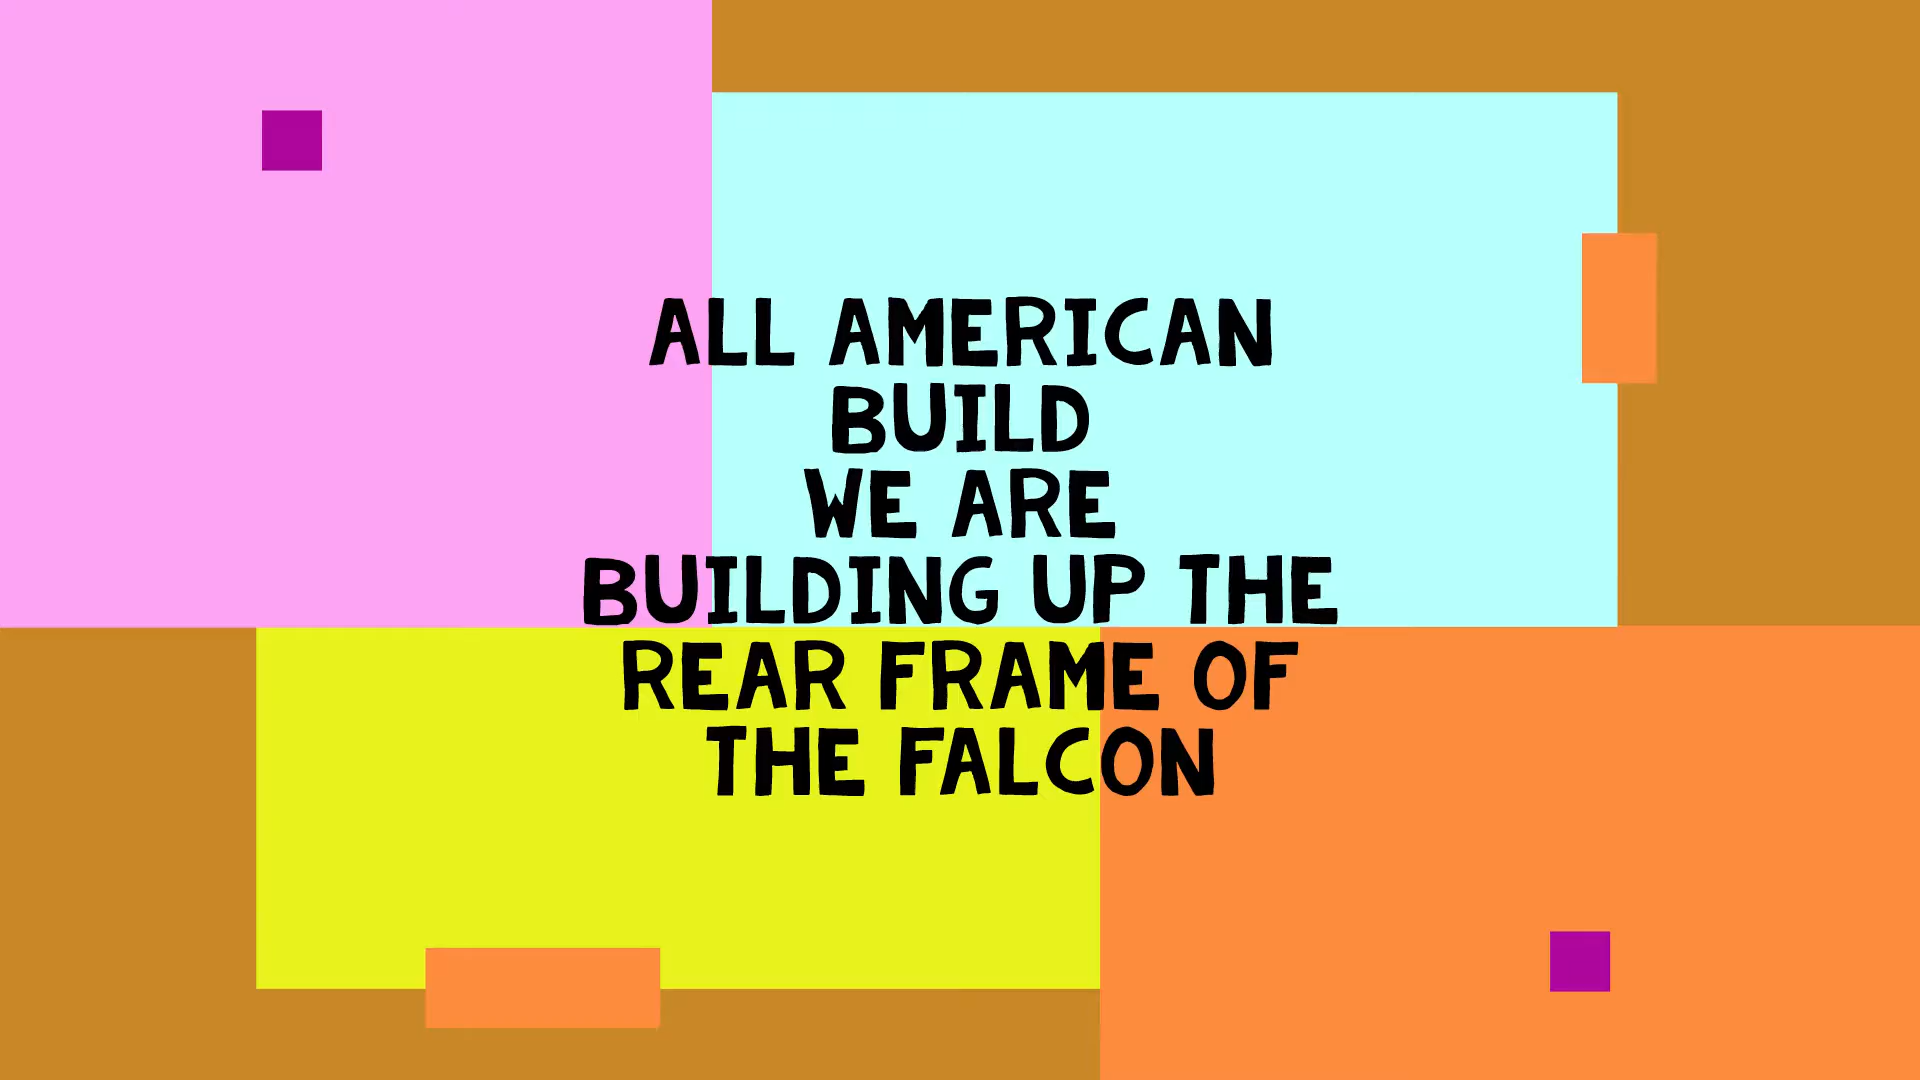 ALL AMERICAN
BUILD
WE ARE
BUILDING UP THE
REAR FRAME OF
THE FALCON